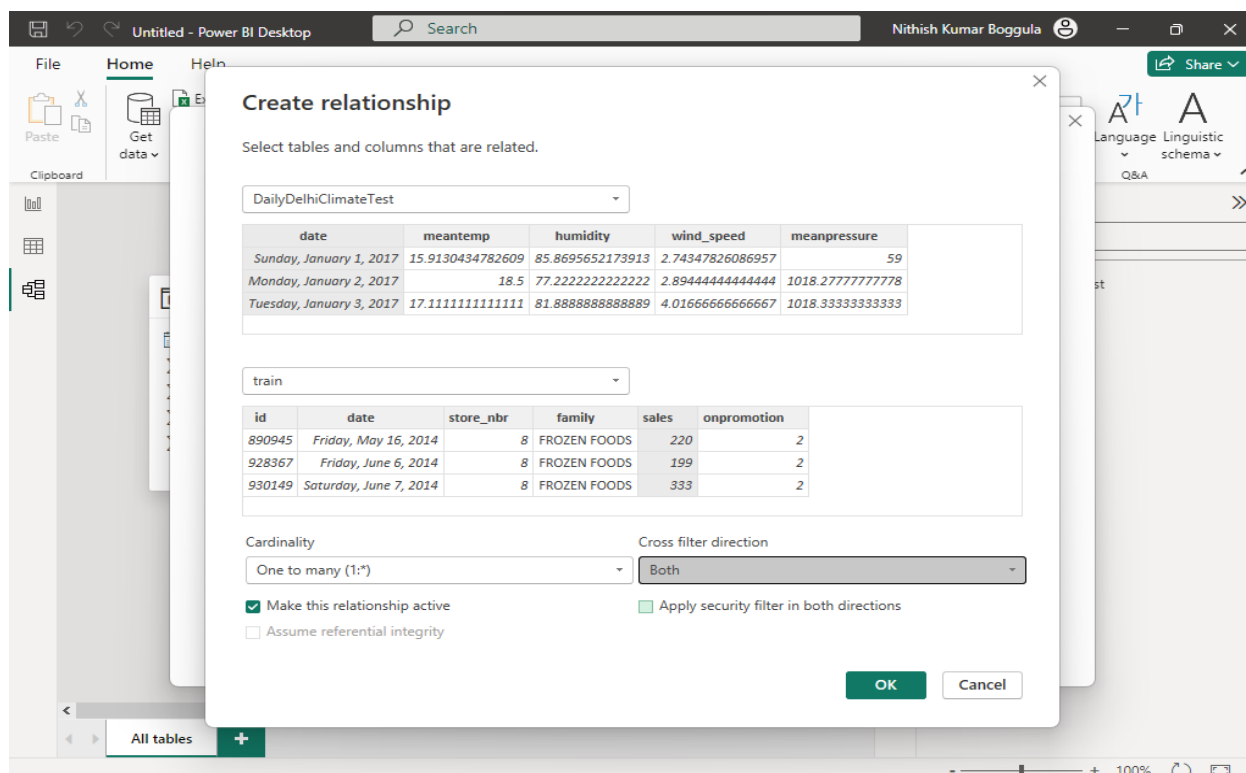 Untitled - Power BI Desktop Search Nithish Kumar Boggula
File Home Help Share
Paste Get data Ex Language Linguistic schema
Clipboard Q&A
Create relationship
Select tables and columns that are related.
DailyDelhiClimateTest
date meantemp humidity wind_speed meanpressure
Sunday, January 1, 2017 15.9130434782609 85.8695652173913 2.74347826086957 59
Monday, January 2, 2017 18.5 77.2222222222222 2.89444444444444 1018.27777777778
Tuesday, January 3, 2017 17.1111111111111 81.8888888888889 4.01666666666667 1018.33333333333
st
train
id date store_nbr family sales onpromotion
890945 Friday, May 16, 2014 8 FROZEN FOODS 220 2
928367 Friday, June 6, 2014 8 FROZEN FOODS 199 2
930149 Saturday, June 7, 2014 8 FROZEN FOODS 333 2
Cardinality Cross filter direction
One to many (1:*) Both
Make this relationship active Apply security filter in both directions
Assume referential integrity
OK Cancel
All tables +
- + 100%